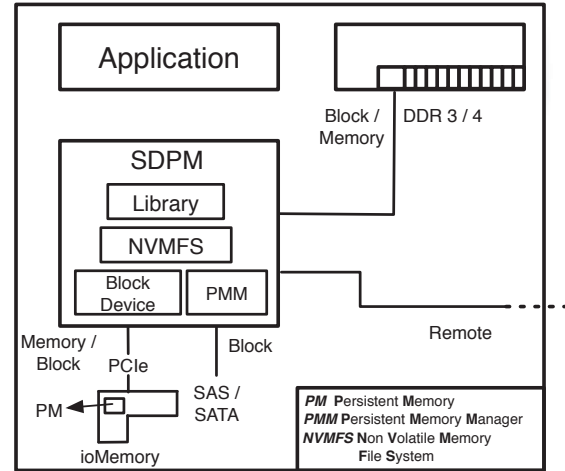 Application
Block / DDR 3 / 4
Memory
SDPM
Library
NVMFS
Block
Device
PMM
Remote
Memory /
Block
PCIe
Block
SAS /
SATA
PM
ioMemory
PM Persistent Memory
PMM Persistent Memory Manager
NVMFS Non Volatile Memory
File System